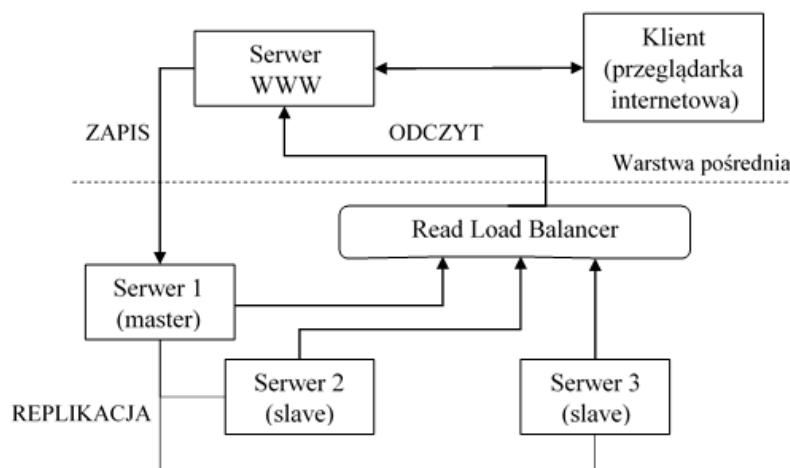 Serwer
WWW
Klient
(przeglądarka
internetowa)
ZAPIS
ODCZYT
Warstwa pośrednia
Read Load Balancer
Serwer 1
(master)
Serwer 2
(slave)
Serwer 3
(slave)
REPLIKACJA